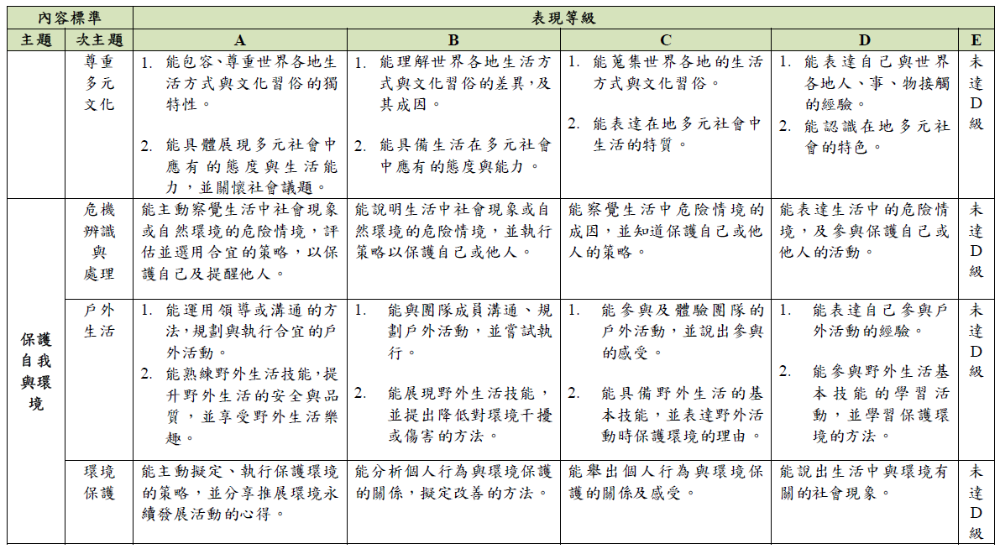 內容標準
表現等級
主題
次主題
A
B
C
D
E
尊重
多元
文化
1. 能包容、尊重世界各地生
活方式與文化習俗的獨
特性。
2. 能具體展現多元社會中
應有的態度與生活能
力，並關懷社會議題。
1. 能理解世界各地生活方
式與文化習俗的差異，及
其成因。
2. 能具備生活在多元社會
中應有的態度與能力。
1. 能蒐集世界各地的生活
方式與文化習俗。
2. 能表達在地多元社會中
生活的特質。
1. 能表達自己與世界
各地人、事、物接觸
的經驗。
2. 能認識在地多元社
會的特色。
未
達
D
級
保護
自我
與環
境
危機
辨識
與
處理
能主動察覺生活中社會現象
或自然環境的危險情境，評
估並選用合宜的策略，以保
護自己及提醒他人。
能說明生活中社會現象或自
然環境的危險情境，並執行
策略以保護自己或他人。
能察覺生活中危險情境的
成因，並知道保護自己或他
人的策略。
能表達生活中的危險情
境，及參與保護自己或
他人的活動。
未
達
D
級
戶外
生活
1. 能運用領導或溝通的方
法，規劃與執行合宜的戶
外活動。
2. 能熟練野外生活技能，提
升野外生活的安全與品
質，並享受野外生活樂
趣。
1. 能與團隊成員溝通、規
劃戶外活動，並嘗試執
行。
2. 能展現野外生活技能，
並提出降低對環境干擾
或傷害的方法。
1. 能參與及體驗團隊的
戶外活動，並說出參與
的感受。
2. 能具備野外生活的基
本技能，並表達野外活
動時保護環境的理由。
1. 能表達自己參與戶
外活動的經驗。
2. 能參與野外生活基
本技能的學習活
動，並學習保護環
境的方法。
未
達
D
級
環境
保護
能主動擬定、執行保護環境
的策略，並分享推展環境永
續發展活動的心得。
能分析個人行為與環境保護
的關係，擬定改善的方法。
能舉出個人行為與環境保
護的關係及感受。
能說出生活中與環境有
關的社會現象。
未
達
D
級